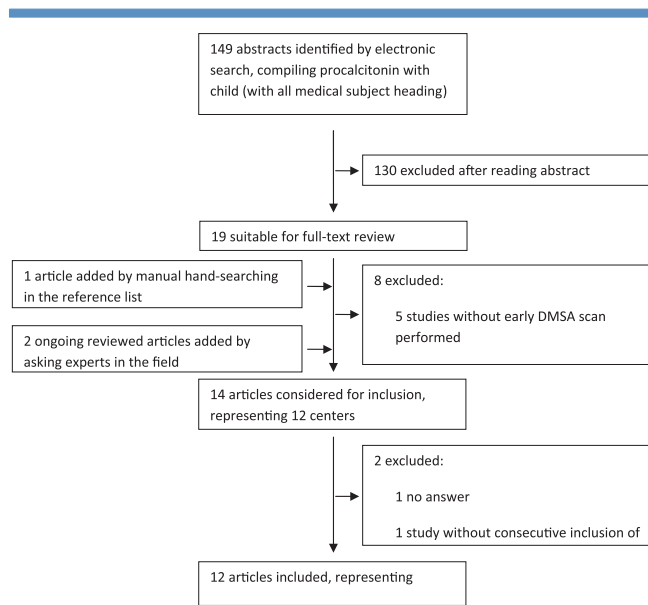 149 abstracts identified by electronic
search, compiling procalcitonin with
child (with all medical subject heading)
130 excluded after reading abstract
19 suitable for full-text review
1 article added by manual hand-searching
in the reference list
8 excluded:
5 studies without early DMSA scan
performed
2 ongoing reviewed articles added by
asking experts in the field
14 articles considered for inclusion,
representing 12 centers
2 excluded:
1 no answer
1 study without consecutive inclusion of
12 articles included, representing